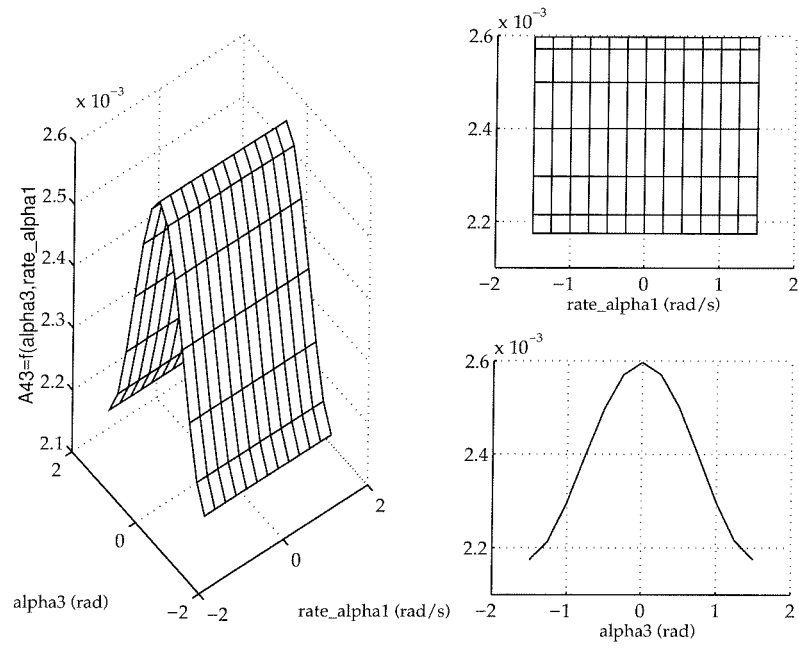 x 10⁻³
2.6
2.5
2.4
2.3
2.2
2.1
A43=f(alpha3,rate_alpha1
2
0
−2
alpha3 (rad)
−2
0
2
rate_alpha1 (rad/s)
x 10⁻³
2.6
2.4
2.2
−2 −1 0 1 2
rate_alpha1 (rad/s)
x 10⁻³
2.6
2.4
2.2
−2 −1 0 1 2
alpha3 (rad)